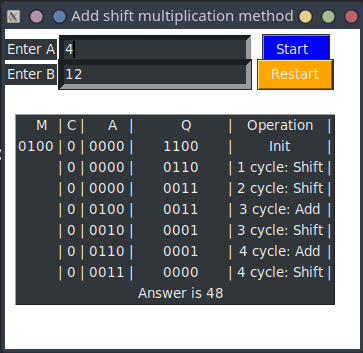 Add shift multiplication method
Enter A 4 Start
Enter B 12 Restart
M | C | A | Q | Operation |
0100 | 0 | 0000 | 1100 | Init |
| 0 | 0000 | 0110 | 1 cycle: Shift |
| 0 | 0000 | 0011 | 2 cycle: Shift |
| 0 | 0100 | 0011 | 3 cycle: Add |
| 0 | 0010 | 0001 | 3 cycle: Shift |
| 0 | 0110 | 0001 | 4 cycle: Add |
| 0 | 0011 | 0000 | 4 cycle: Shift |
Answer is 48